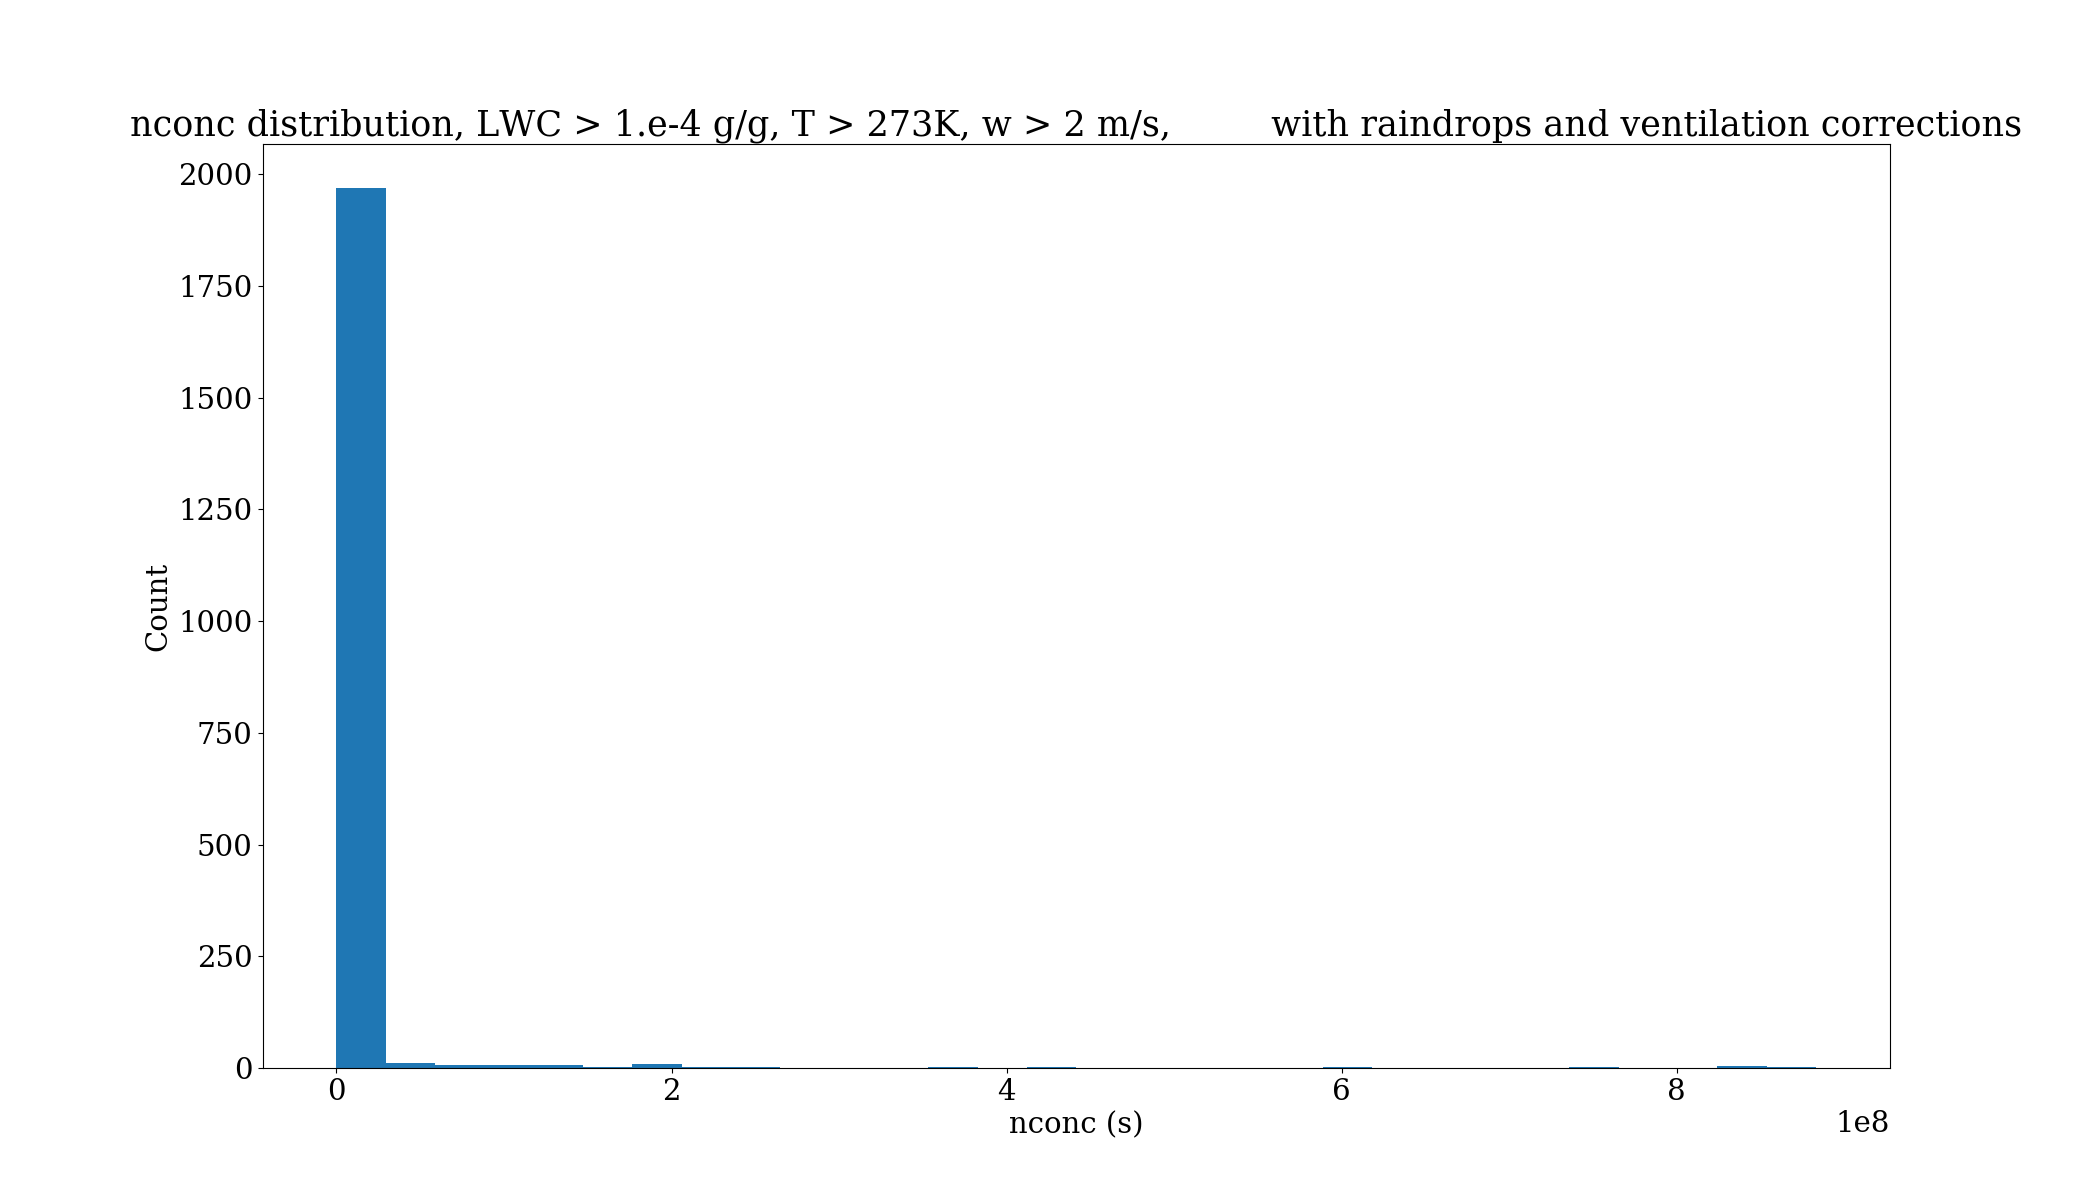 nconc distribution, LWC > 1.e-4 g/g, T > 273K, w > 2 m/s, with raindrops and ventilation corrections
2000
1750
1500
1250
1000
750
500
250
0
Count
0 2 4 6 8
nconc (s)
1e8